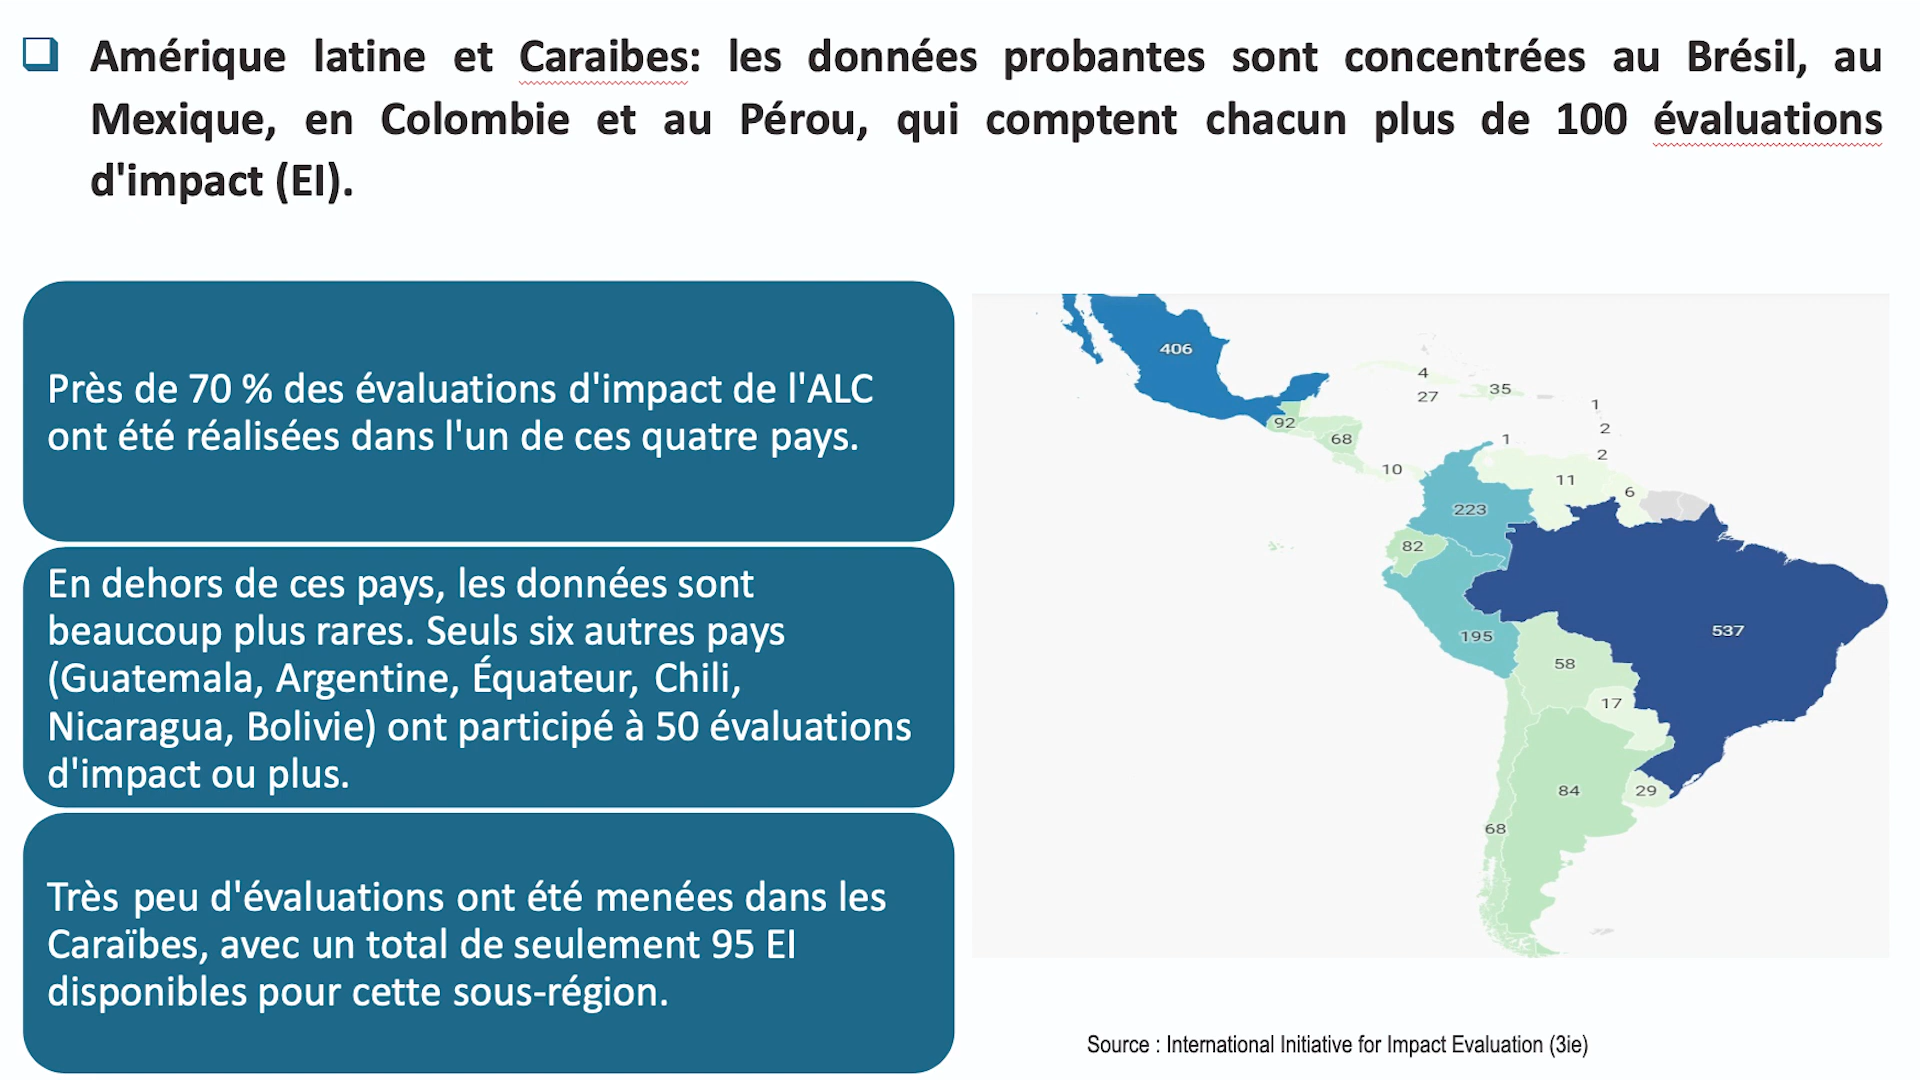 Amérique latine et Caraibes: les données probantes sont concentrées au Brésil, au
Mexique, en Colombie et au Pérou, qui comptent chacun plus de 100 évaluations
d'impact (EI).
Près de 70 % des évaluations d'impact de l'ALC
ont été réalisées dans l'un de ces quatre pays.
En dehors de ces pays, les données sont
beaucoup plus rares. Seuls six autres pays
(Guatemala, Argentine, Équateur, Chili,
Nicaragua, Bolivie) ont participé à 50 évaluations
d'impact ou plus.
Très peu d'évaluations ont été menées dans les
Caraïbes, avec un total de seulement 95 EI
disponibles pour cette sous-région.
406
4
35
27
1
92
2
68
1
2
10
11
6
223
82
537
195
58
17
84
29
68
Source : International Initiative for Impact Evaluation (3ie)